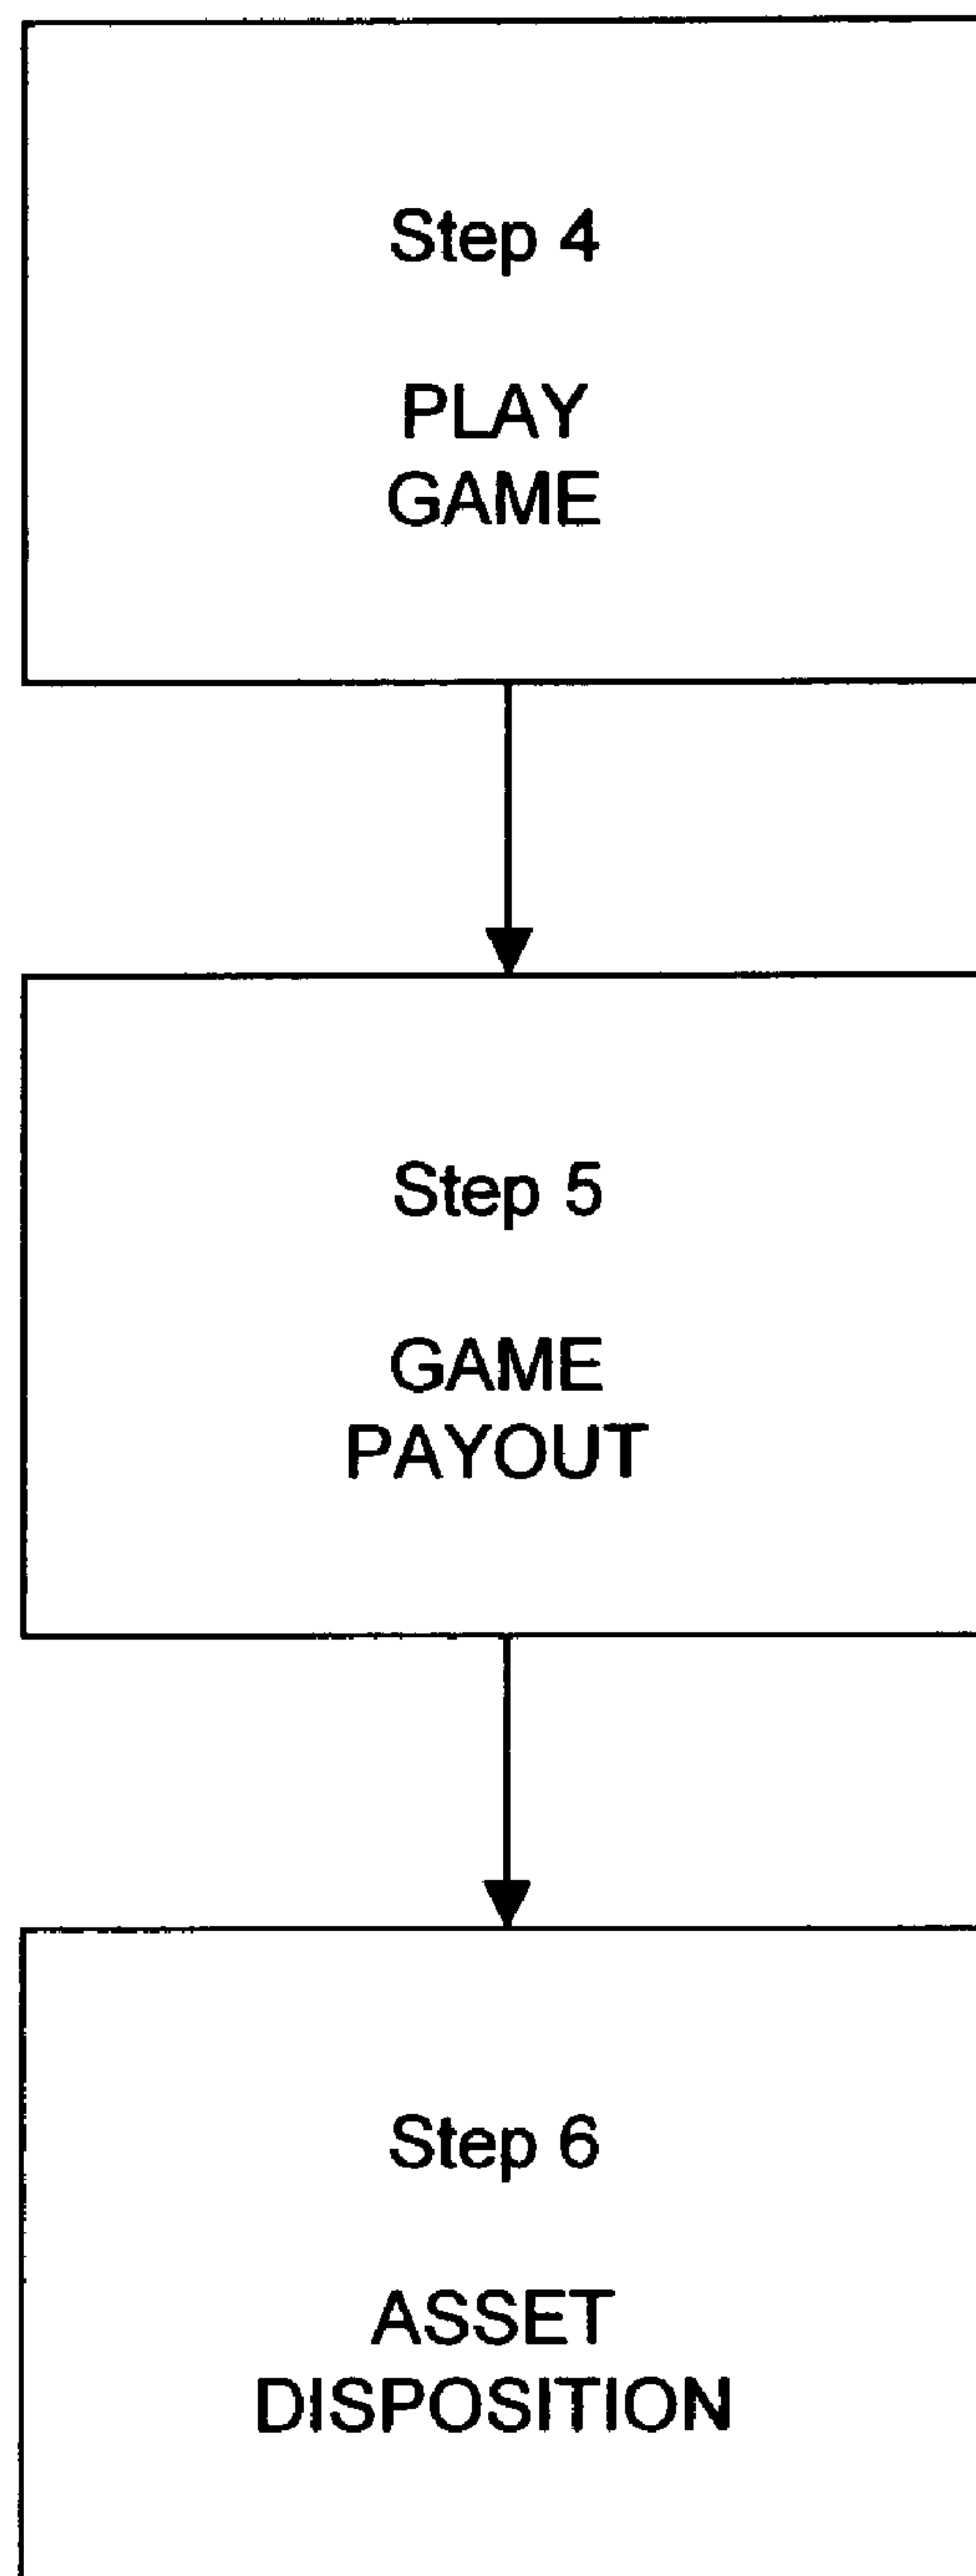 Step 4
PLAY
GAME
Step 5
GAME
PAYOUT
Step 6
ASSET
DISPOSITION